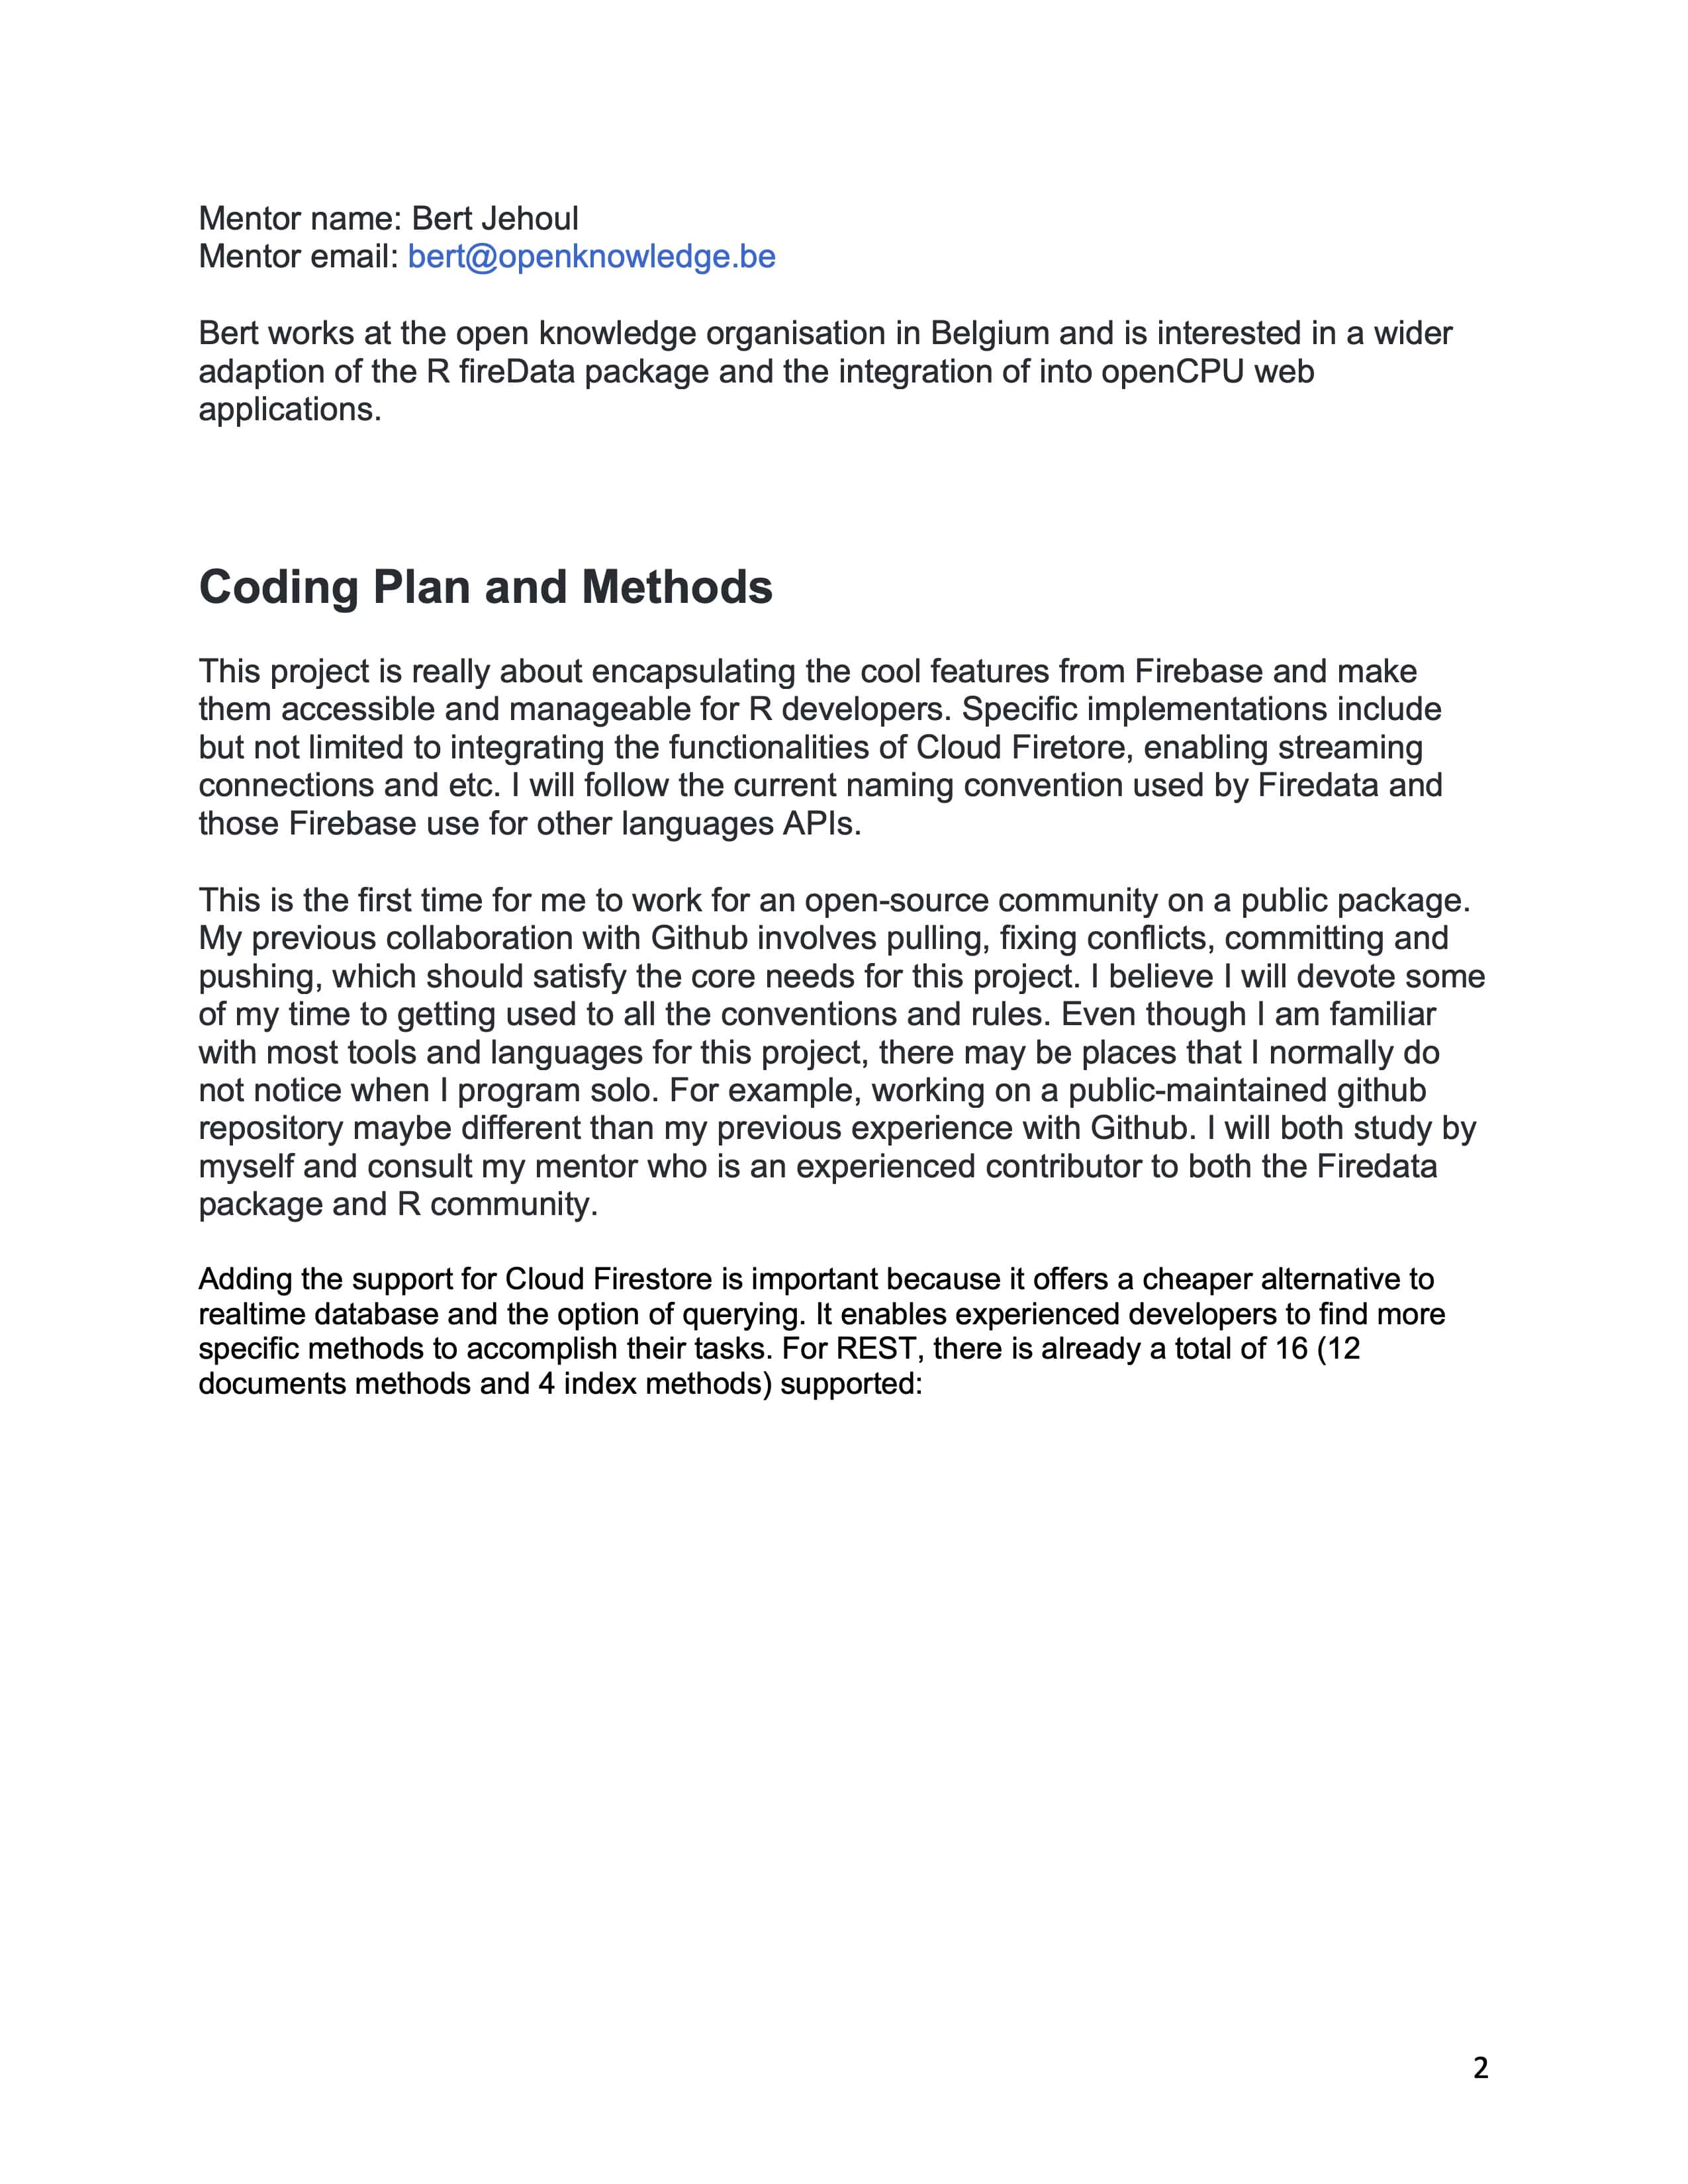 Mentor name: Bert Jehoul
Mentor email: bert@openknowledge.be
Bert works at the open knowledge organisation in Belgium and is interested in a wider
adaption of the R fireData package and the integration of into openCPU web
applications.
Coding Plan and Methods
This project is really about encapsulating the cool features from Firebase and make
them accessible and manageable for R developers. Specific implementations include
but not limited to integrating the functionalities of Cloud Firetore, enabling streaming
connections and etc. I will follow the current naming convention used by Firedata and
those Firebase use for other languages APIs.
This is the first time for me to work for an open-source community on a public package.
My previous collaboration with Github involves pulling, fixing conflicts, committing and
pushing, which should satisfy the core needs for this project. I believe I will devote some
of my time to getting used to all the conventions and rules. Even though I am familiar
with most tools and languages for this project, there may be places that I normally do
not notice when I program solo. For example, working on a public-maintained github
repository maybe different than my previous experience with Github. I will both study by
myself and consult my mentor who is an experienced contributor to both the Firedata
package and R community.
Adding the support for Cloud Firestore is important because it offers a cheaper alternative to
realtime database and the option of querying. It enables experienced developers to find more
specific methods to accomplish their tasks. For REST, there is already a total of 16 (12
documents methods and 4 index methods) supported:
2